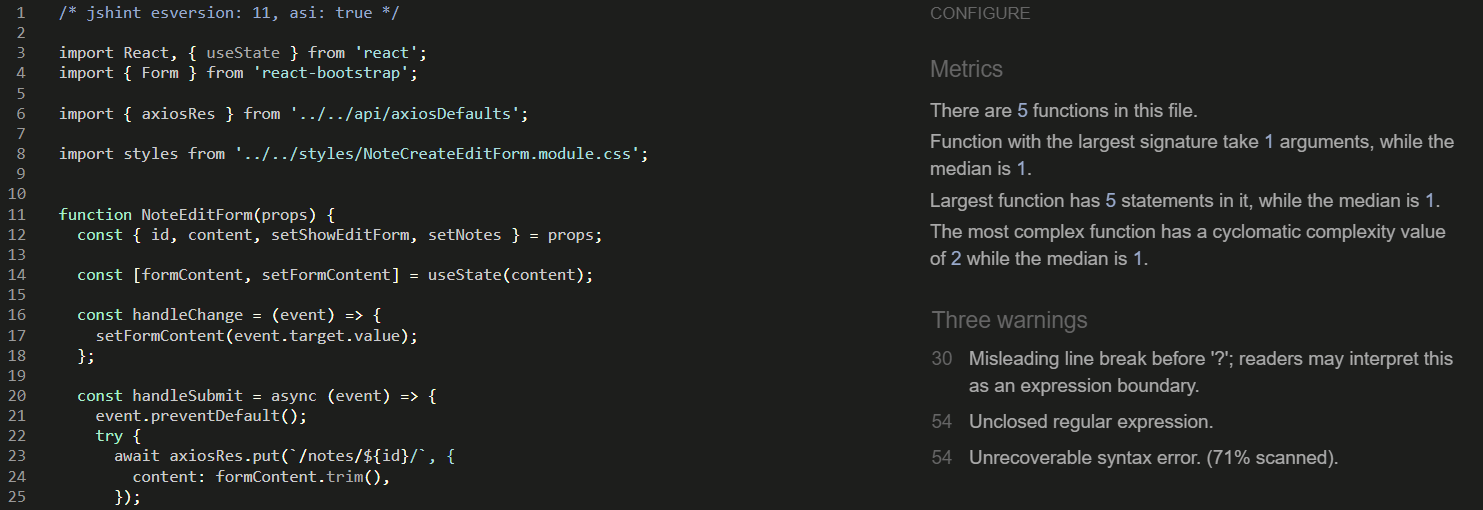 1 /* jshint esversion: 11, asi: true */
2
3 import React, { useState } from 'react';
4 import { Form } from 'react-bootstrap';
5
6 import { axiosRes } from '../../api/axiosDefaults';
7
8 import styles from '../../styles/NoteCreateEditForm.module.css';
9
10
11 function NoteEditForm(props) {
12   const { id, content, setShowEditForm, setNotes } = props;
13
14   const [formContent, setFormContent] = useState(content);
15
16   const handleChange = (event) => {
17     setFormContent(event.target.value);
18   };
19
20   const handleSubmit = async (event) => {
21     event.preventDefault();
22     try {
23       await axiosRes.put(`/notes/${id}/`, {
24         content: formContent.trim(),
25       });
CONFIGURE
Metrics
There are 5 functions in this file.
Function with the largest signature take 1 arguments, while the
median is 1.
Largest function has 5 statements in it, while the median is 1.
The most complex function has a cyclomatic complexity value
of 2 while the median is 1.
Three warnings
30 Misleading line break before '?'; readers may interpret this
as an expression boundary.
54 Unclosed regular expression.
54 Unrecoverable syntax error. (71% scanned).